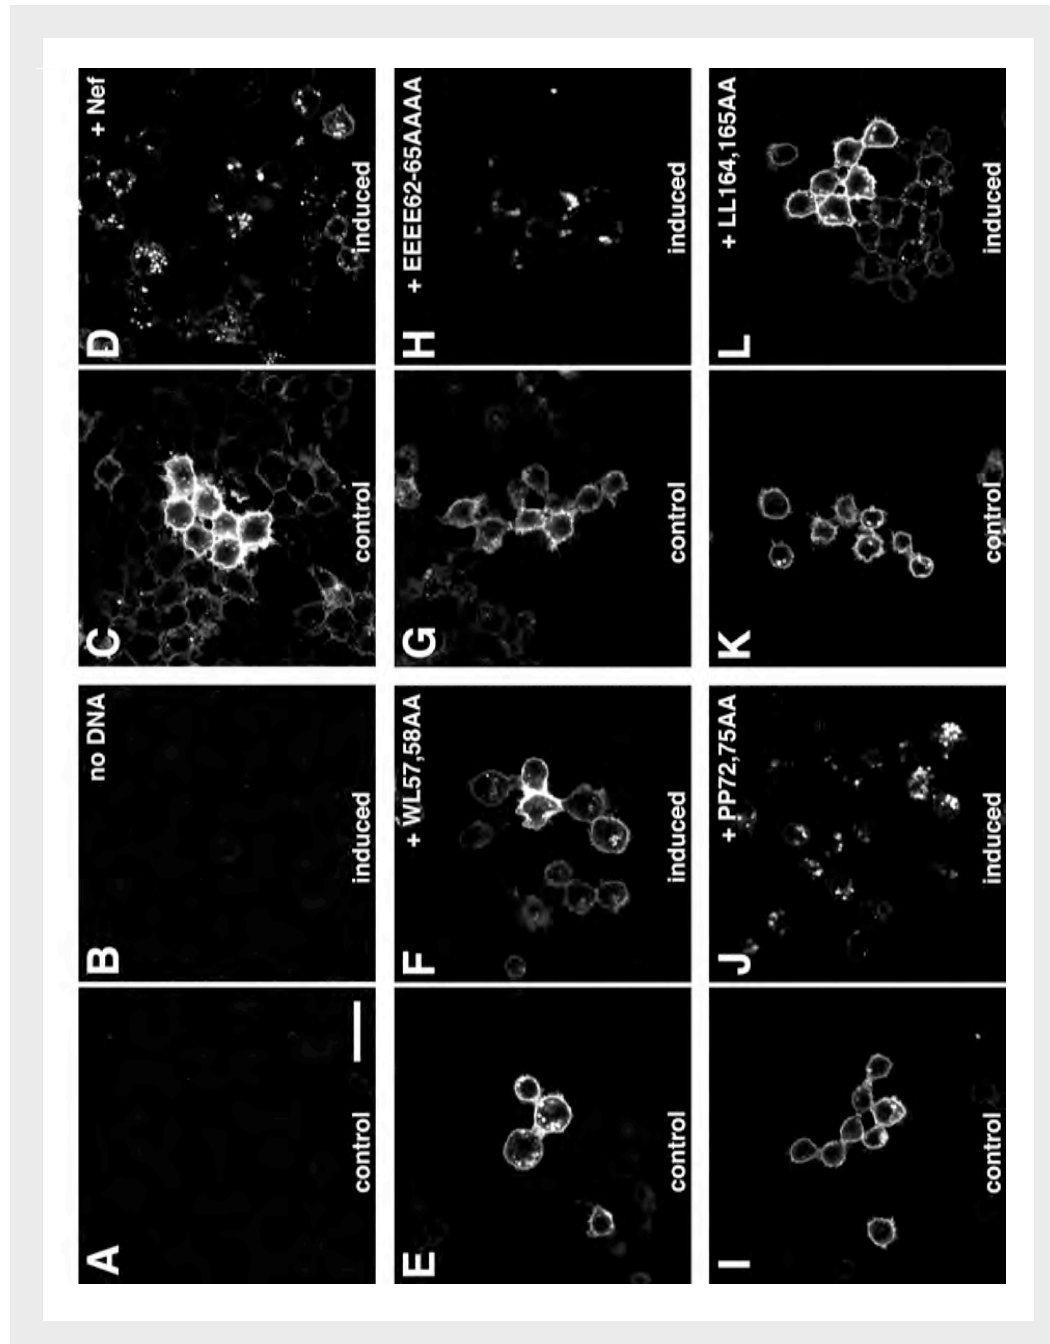 A
control
B
no DNA
induced
C
control
D
+ Nef
induced
E
control
F
+ WL57,58AA
induced
G
control
H
+ EEEE62-65AAAA
induced
I
control
J
+ PP72,75AA
induced
K
control
L
+ LL164,165AA
induced